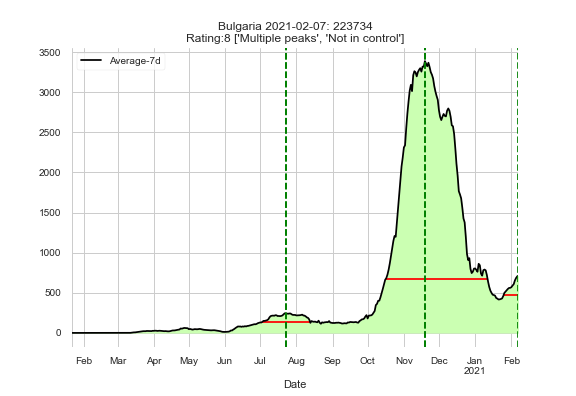 Bulgaria 2021-02-07: 223734
Rating:8 ['Multiple peaks', 'Not in control']
Average-7d
3500
3000
2500
2000
1500
1000
500
0
Feb Mar Apr May Jun Jul Aug Sep Oct Nov Dec Jan Feb
2021
Date